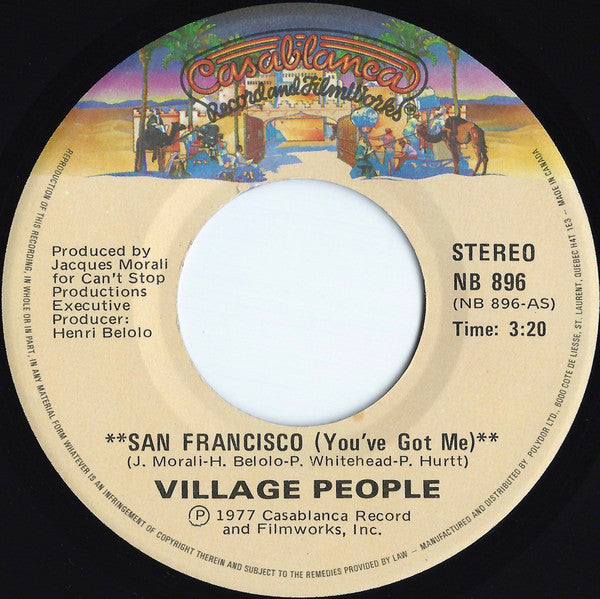 Casablanca
Record and FilmWorks
®
Produced by
Jacques Morali
for Can't Stop
Productions
Executive
Producer:
Henri Belolo
STEREO
NB 896
(NB 896-AS)
Time: 3:20
**SAN FRANCISCO (You've Got Me)**
(J. Morali-H. Belolo-P. Whitehead-P. Hurtt)
VILLAGE PEOPLE
Ⓟ 1977 Casablanca Record
and Filmworks, Inc.
REPRODUCTION OF THIS RECORDING, IN WHOLE OR IN PART, IN ANY MATERIAL FORM WHATEVER IS AN INFRINGEMENT OF COPYRIGHT THEREIN AND SUBJECT TO THE REMEDIES PROVIDED BY LAW – MANUFACTURED AND DISTRIBUTED BY POLYDOR LTD., 6000 COTE DE LIESSE, ST. LAURENT, QUEBEC H4T 1E3 – MADE IN CANADA